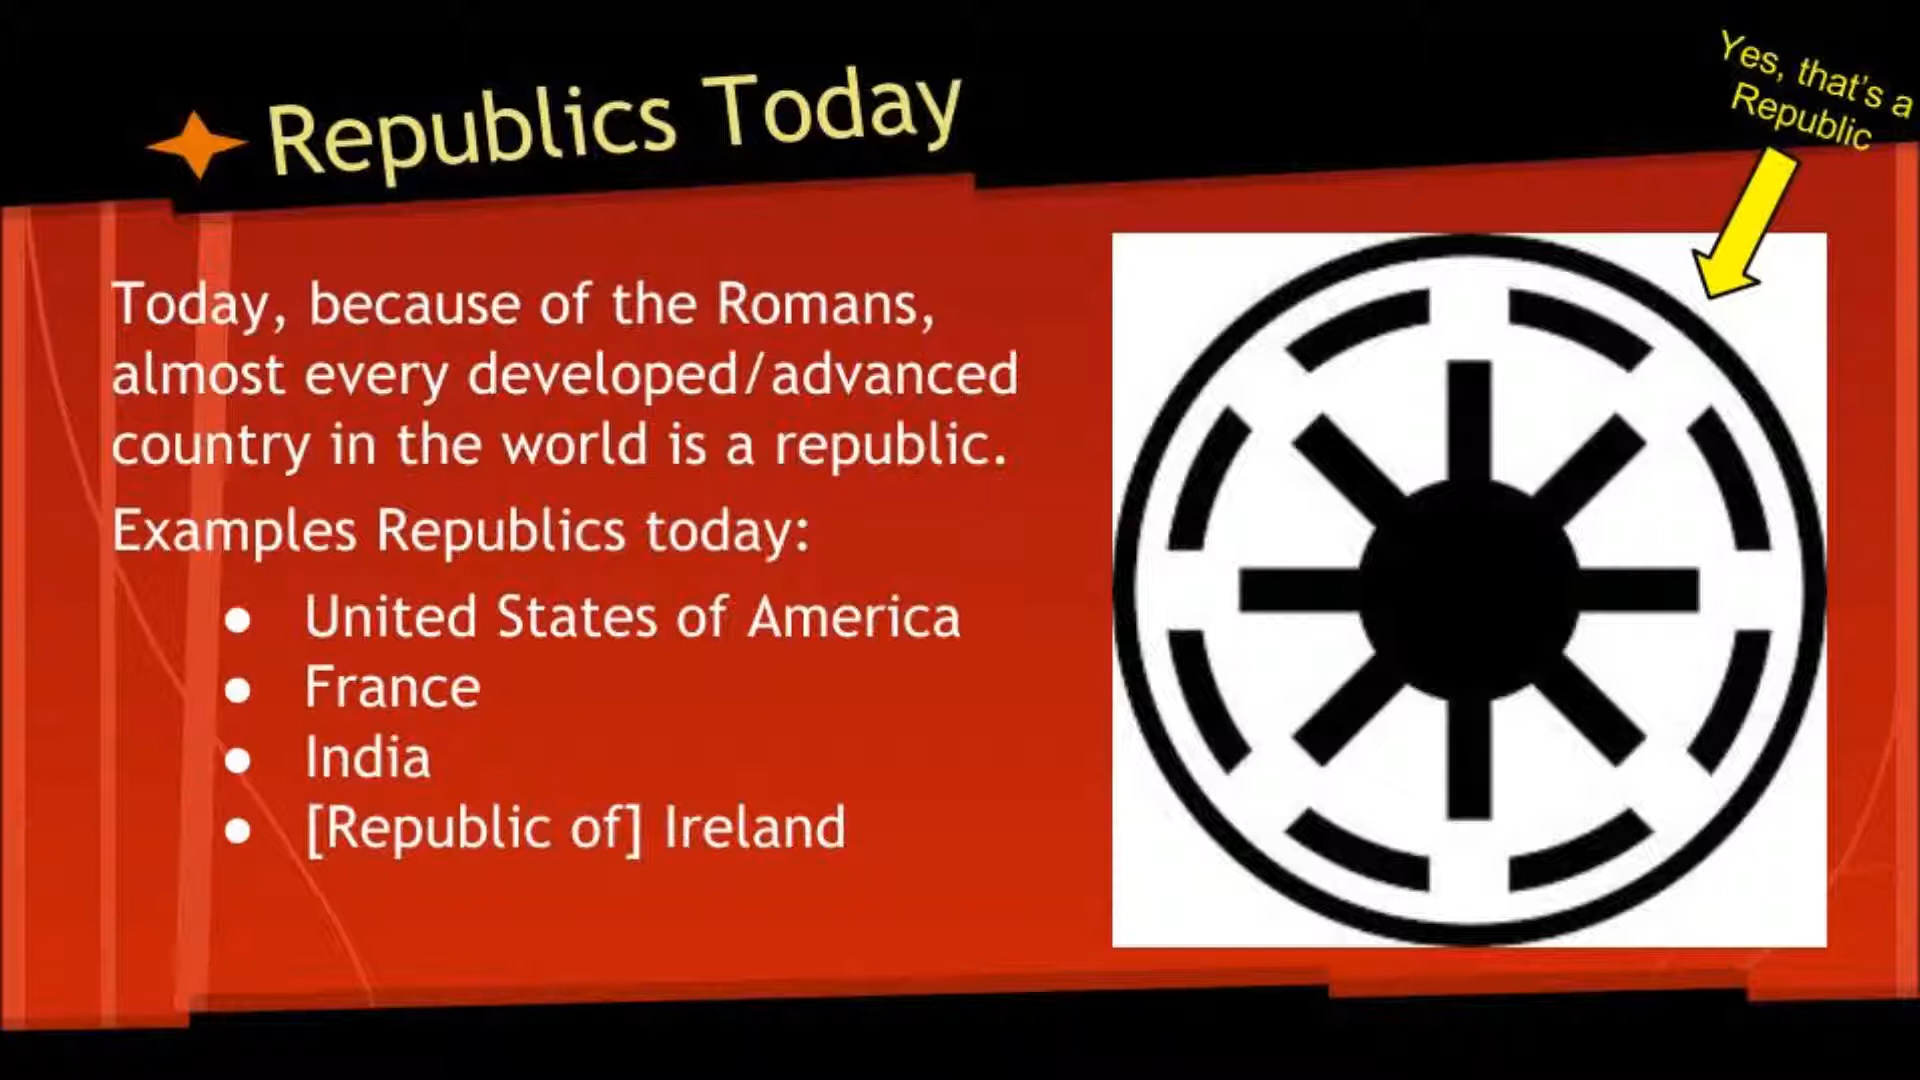 Republics Today
Yes, that's a
Republic
Today, because of the Romans,
almost every developed/advanced
country in the world is a republic.
Examples Republics today:
● United States of America
● France
● India
● [Republic of] Ireland